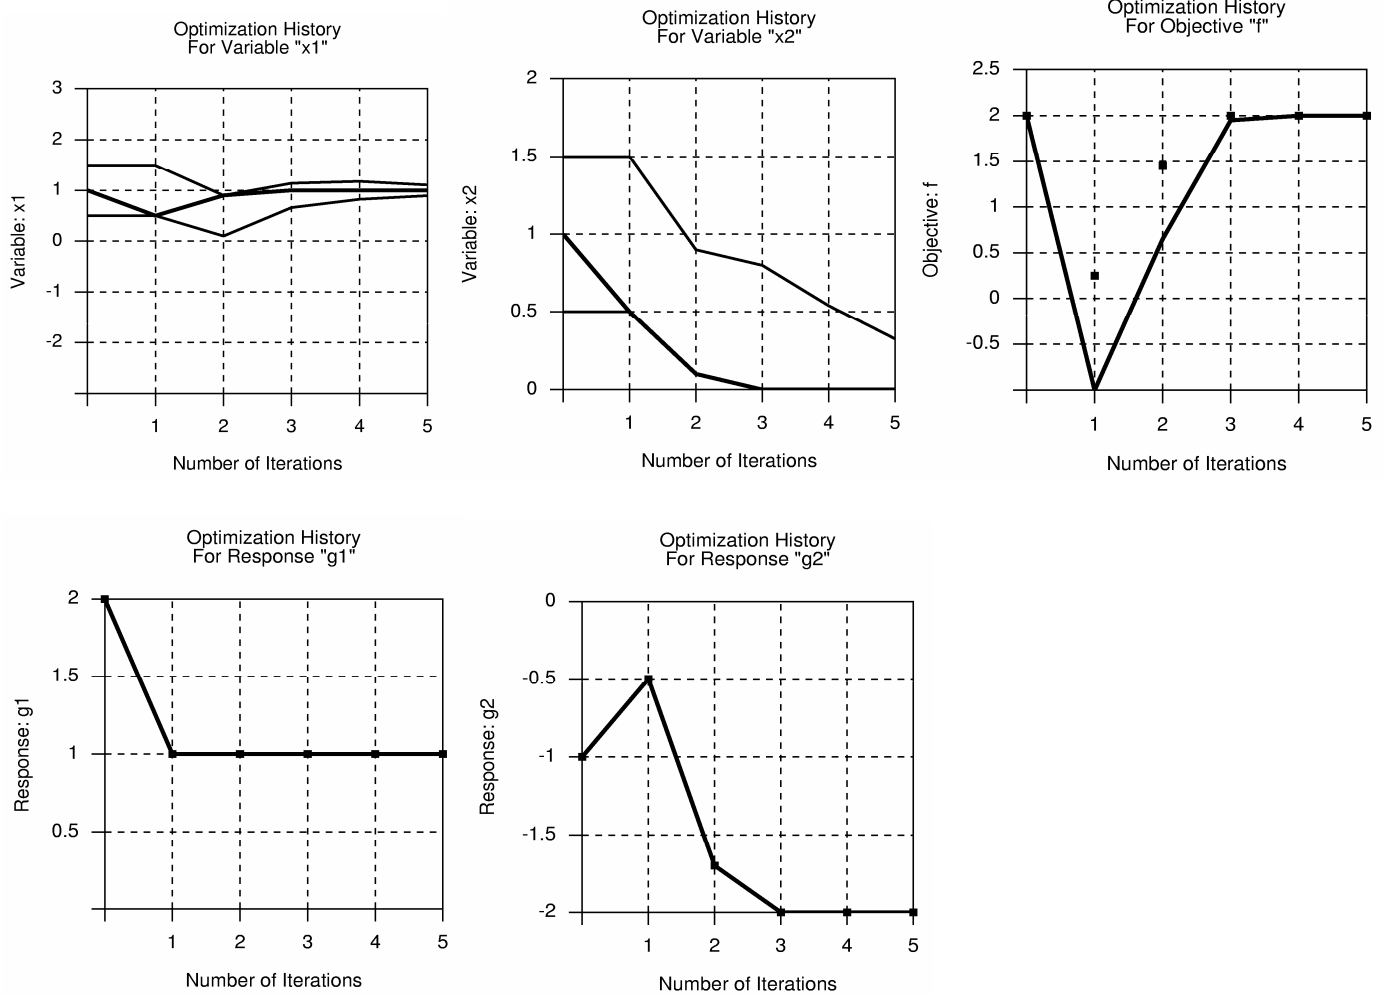 Optimization History
For Variable "x1"
3
2
1
0
-1
-2
Variable: x1
1 2 3 4 5
Number of Iterations
Optimization History
For Variable "x2"
2
1.5
1
0.5
0
Variable: x2
1 2 3 4 5
Number of Iterations
Optimization History
For Objective "f"
2.5
2
1.5
1
0.5
0
-0.5
Objective: f
1 2 3 4 5
Number of Iterations
Optimization History
For Response "g1"
2
1.5
1
0.5
Response: g1
1 2 3 4 5
Number of Iterations
Optimization History
For Response "g2"
0
-0.5
-1
-1.5
-2
Response: g2
1 2 3 4 5
Number of Iterations